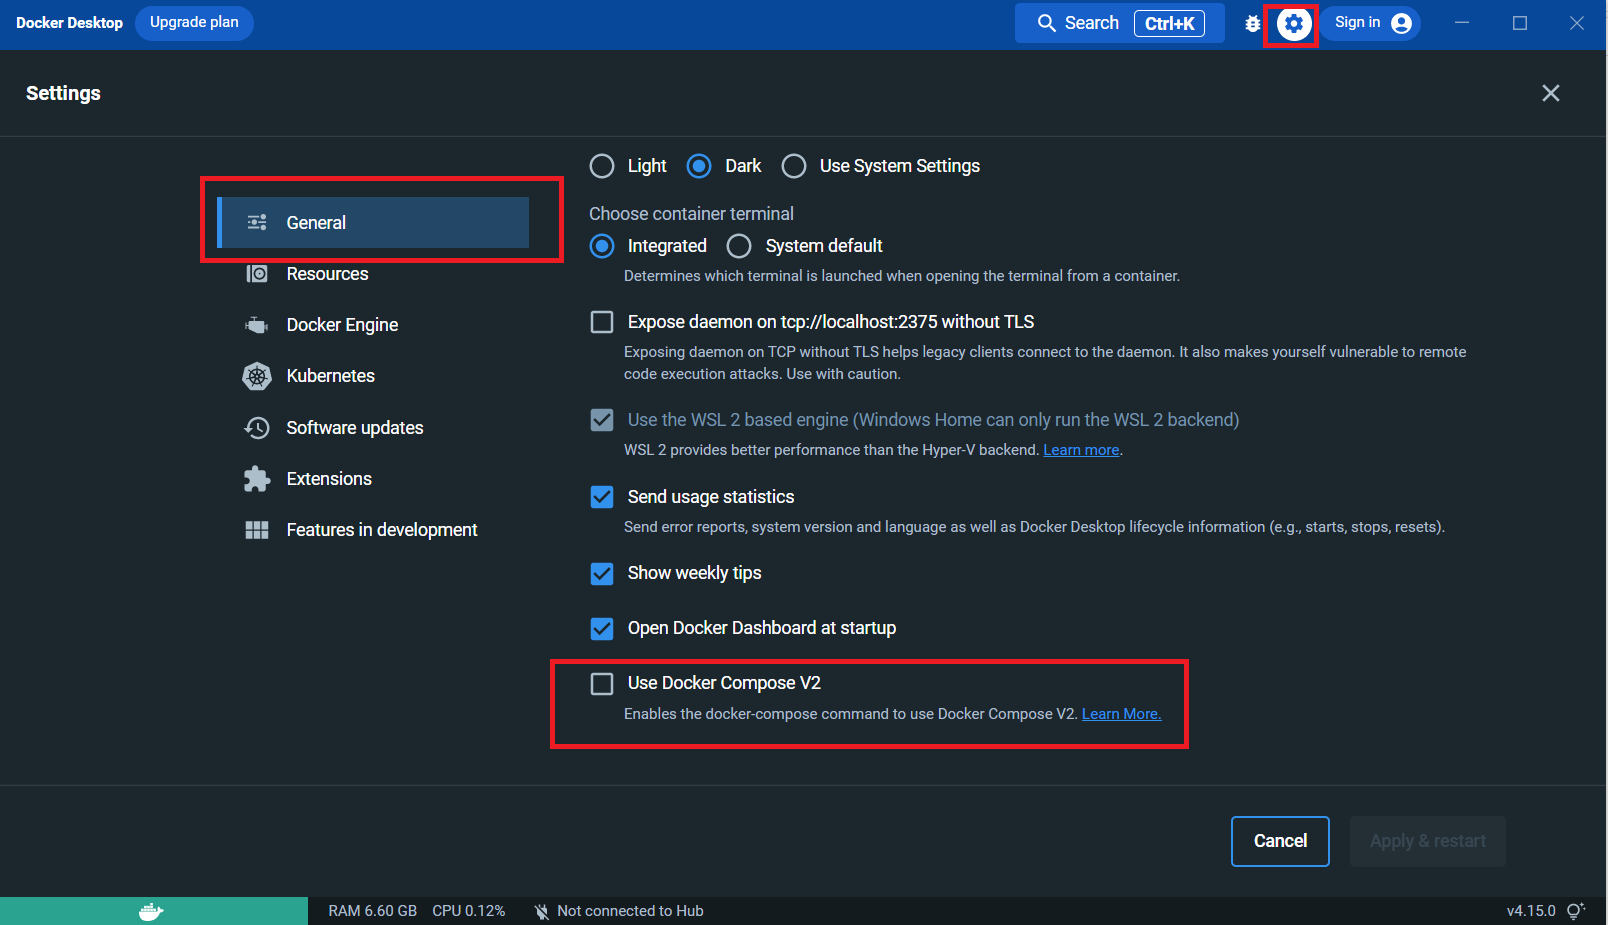 Docker Desktop Upgrade plan Search Ctrl+K Sign in
Settings
Light Dark Use System Settings
General
Resources
Docker Engine
Kubernetes
Software updates
Extensions
Features in development
Choose container terminal
Integrated System default
Determines which terminal is launched when opening the terminal from a container.
Expose daemon on tcp://localhost:2375 without TLS
Exposing daemon on TCP without TLS helps legacy clients connect to the daemon. It also makes yourself vulnerable to remote
code execution attacks. Use with caution.
Use the WSL 2 based engine (Windows Home can only run the WSL 2 backend)
WSL 2 provides better performance than the Hyper-V backend. Learn more.
Send usage statistics
Send error reports, system version and language as well as Docker Desktop lifecycle information (e.g., starts, stops, resets).
Show weekly tips
Open Docker Dashboard at startup
Use Docker Compose V2
Enables the docker-compose command to use Docker Compose V2. Learn More.
Cancel Apply & restart
RAM 6.60 GB CPU 0.12% Not connected to Hub v4.15.0